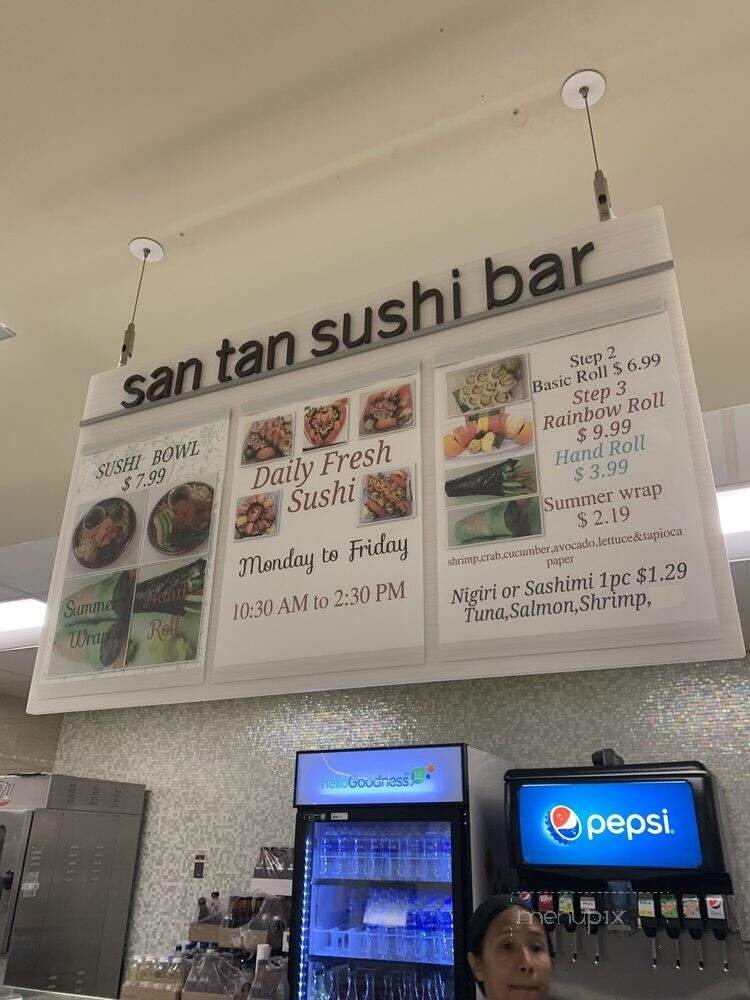 san tan sushi bar
SUSHI BOWL
$ 7.99
Summer
Wrap
Hand
Roll
Daily Fresh
Sushi
Monday to Friday
10:30 AM to 2:30 PM
Step 2
Basic Roll $ 6.99
Step 3
Rainbow Roll
$ 9.99
Hand Roll
$ 3.99
Summer wrap
$ 2.19
shrimp,crab,cucumber,avocado,lettuce&tapioca
paper
Nigiri or Sashimi 1pc $1.29
Tuna,Salmon,Shrimp,
helloGoodness
pepsi
menupix